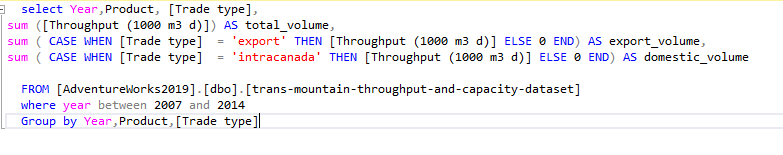 select Year,Product, [Trade type],
sum ([Throughput (1000 m3 d)]) AS total_volume,
sum ( CASE WHEN [Trade type]  = 'export' THEN [Throughput (1000 m3 d)] ELSE 0 END) AS export_volume,
sum ( CASE WHEN [Trade type]  = 'intracanada' THEN [Throughput (1000 m3 d)] ELSE 0 END) AS domestic_volume
FROM [AdventureWorks2019].[dbo].[trans-mountain-throughput-and-capacity-dataset]
where year between 2007 and 2014
Group by Year,Product,[Trade type]